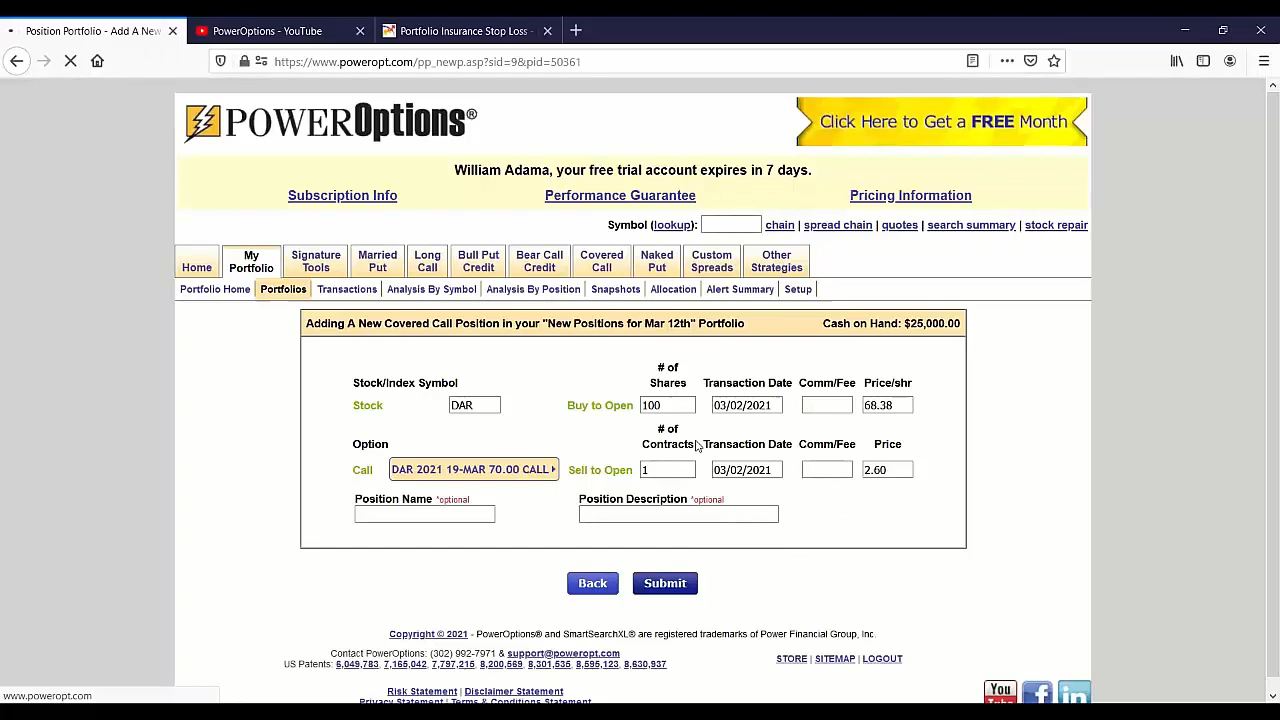 Position Portfolio - Add A New
PowerOptions - YouTube
Portfolio Insurance Stop Loss -
https://www.poweropt.com/pp_newp.asp?sid=9&pid=50361
POWEROptions®
Click Here to Get a FREE Month
William Adama, your free trial account expires in 7 days.
Subscription Info Performance Guarantee Pricing Information
Symbol (lookup): chain | spread chain | quotes | search summary | stock repair
Home My Portfolio Signature Tools Married Put Long Call Bull Put Credit Bear Call Credit Covered Call Naked Put Custom Spreads Other Strategies
Portfolio Home Portfolios Transactions Analysis By Symbol Analysis By Position Snapshots Allocation Alert Summary Setup
Adding A New Covered Call Position in your "New Positions for Mar 12th" Portfolio Cash on Hand: $25,000.00
# of
Stock/Index Symbol Shares Transaction Date Comm/Fee Price/shr
Stock DAR Buy to Open 100 03/02/2021 68.38
# of
Option Contracts Transaction Date Comm/Fee Price
Call DAR 2021 19-MAR 70.00 CALL Sell to Open 1 03/02/2021 2.60
Position Name *optional Position Description *optional
Back Submit
Copyright © 2021 - PowerOptions® and SmartSearchXL® are registered trademarks of Power Financial Group, Inc.
Contact PowerOptions: (302) 992-7971 & support@poweropt.com
US Patents: 6,049,783, 7,165,042, 7,797,215, 8,200,569, 8,301,535, 8,595,123, 8,630,937
STORE | SITEMAP | LOGOUT
Risk Statement | Disclaimer Statement
Privacy Statement | Terms & Conditions Statement
You
f in
www.poweropt.com